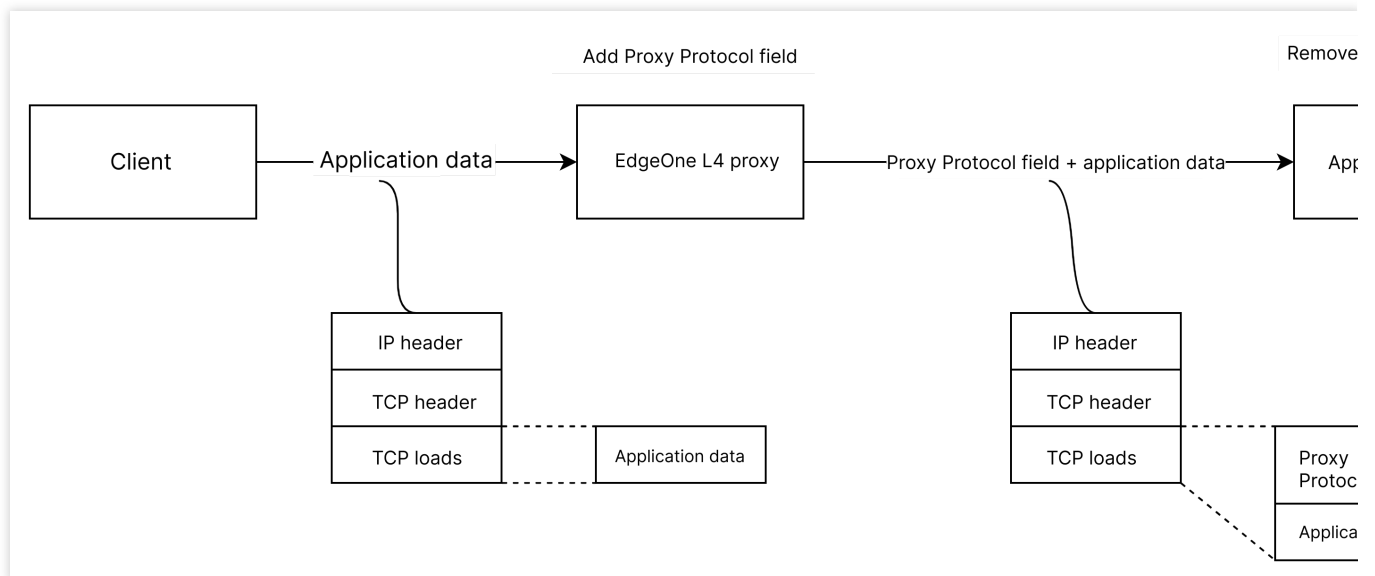 Add Proxy Protocol field
Remove
Client
Application data
EdgeOne L4 proxy
Proxy Protocol field + application data
IP header
TCP header
TCP loads
Application data
IP header
TCP header
TCP loads
Proxy